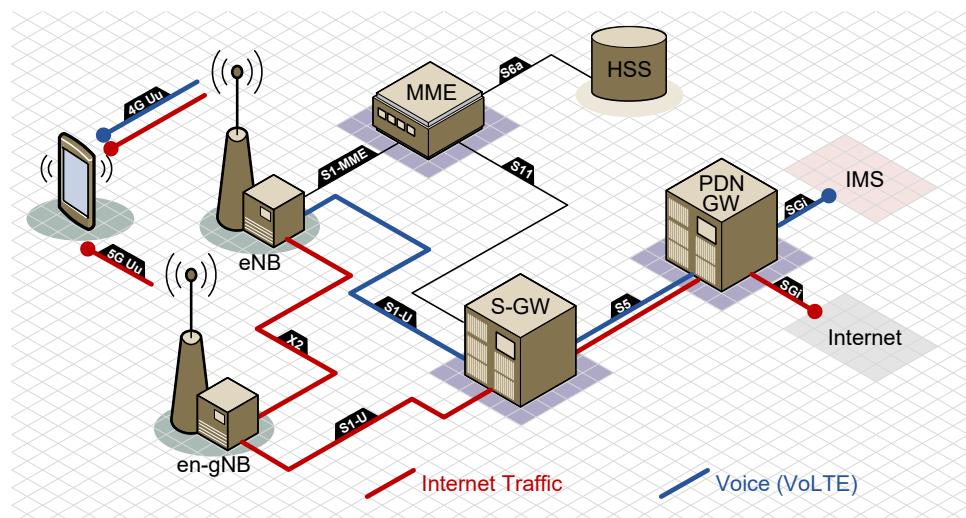 HSS
S6a
MME
4G Uu
S1-MME
S11
PDN
GW
IMS
SGi
eNB
5G Uu
S-GW
S1-U
S5
SGi
Internet
X2
S1-U
en-gNB
Internet Traffic
Voice (VoLTE)